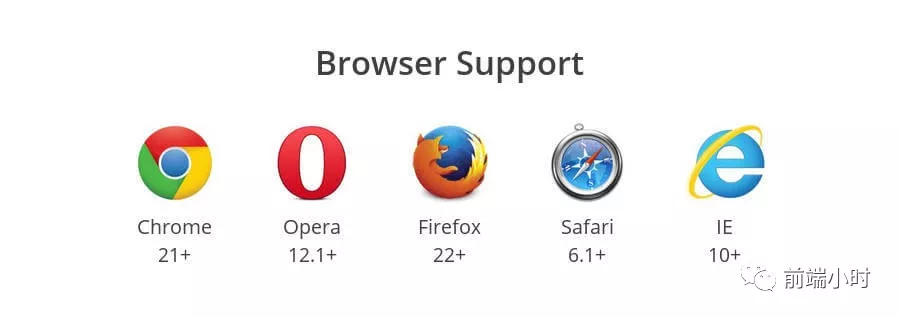 Browser Support
Chrome Opera Firefox Safari IE
21+ 12.1+ 22+ 6.1+ 10+
前端小时